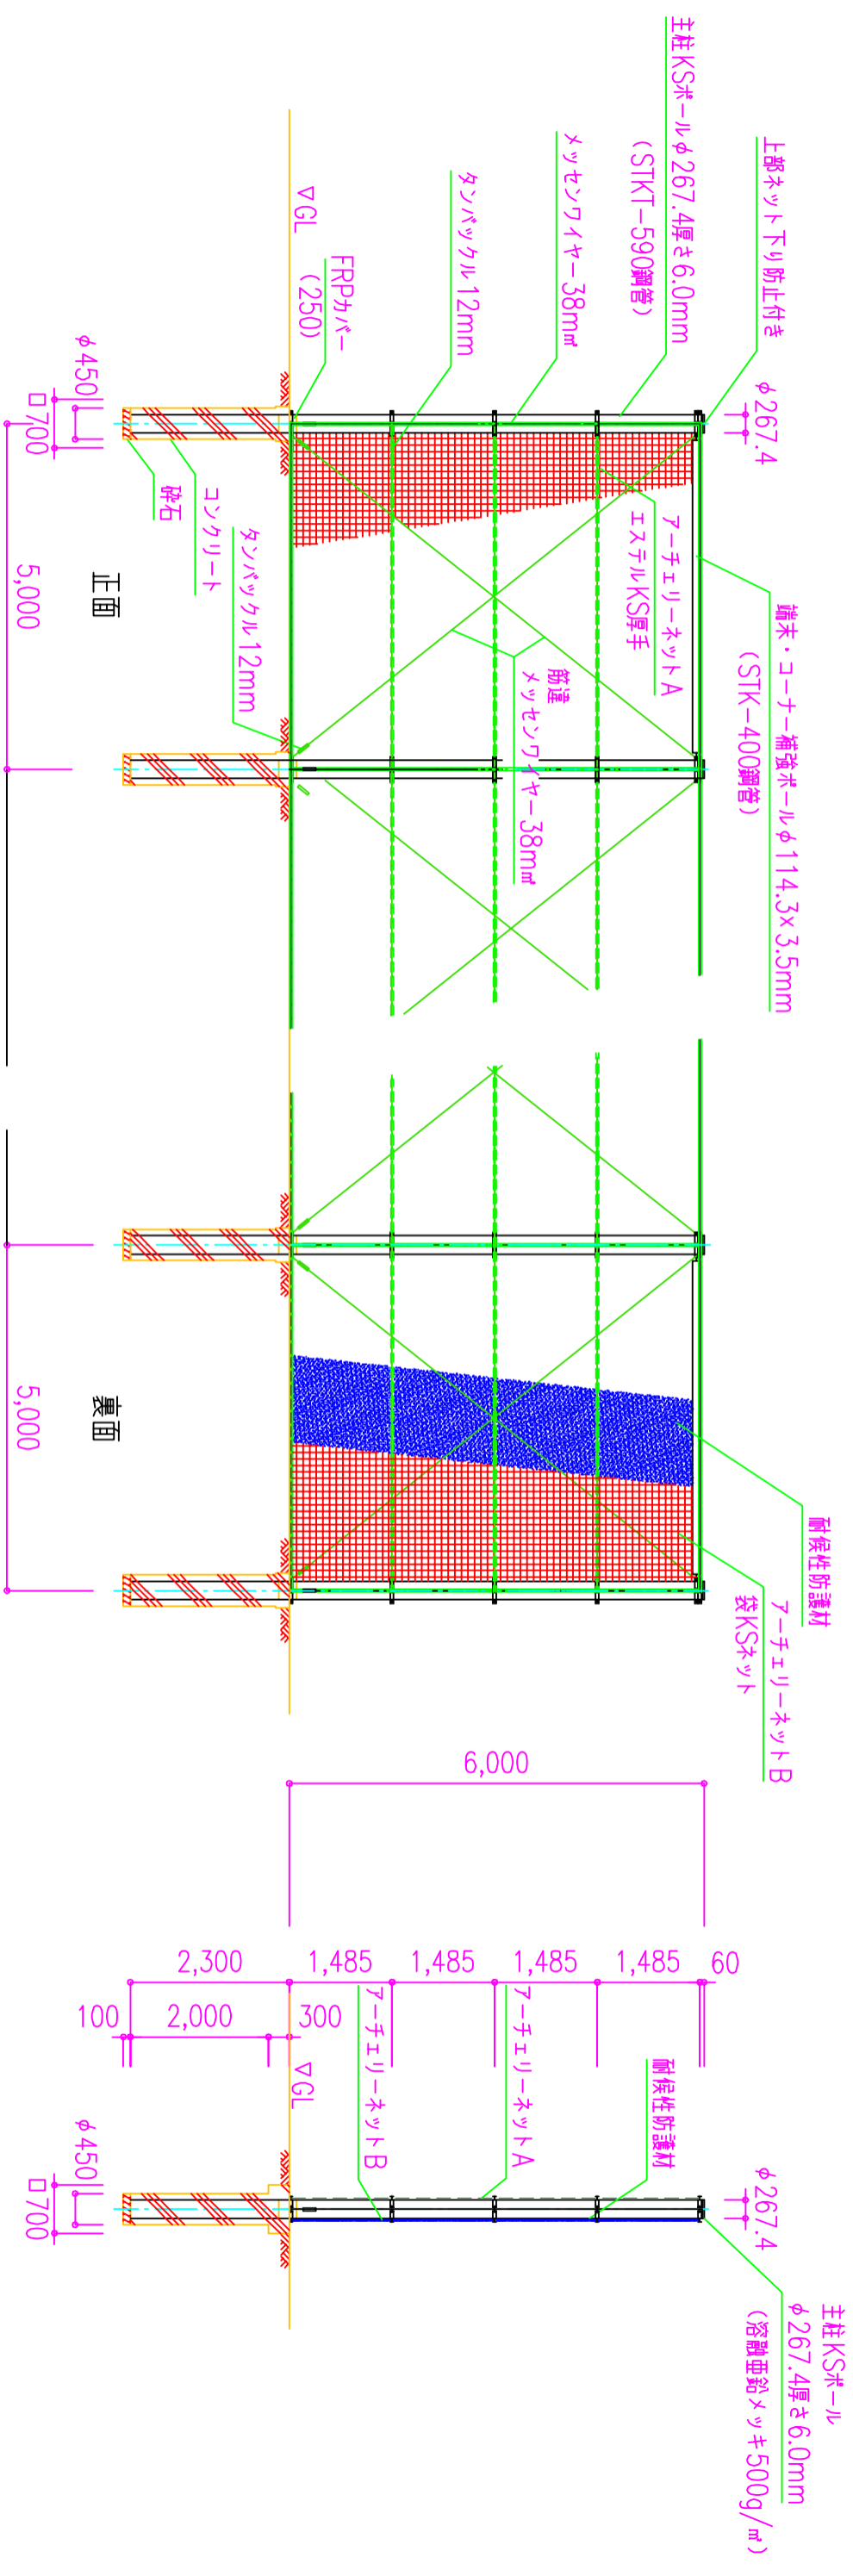 上部ネット下り防止付き
主柱KSポールφ267.4厚さ6.0mm
(STKT-590鋼管)
メッセンワイヤー38m㎡
タンバックル12mm
▽GL
FRPカバー
(250)
φ450
□700
φ267.4
端末・コーナー補強ポールφ114.3x3.5mm
(STK-400鋼管)
アーチェリーネットA
エステルKS厚手
筋違
メッセンワイヤー38m㎡
タンバックル12mm
コンクリート
砕石
正面
5,000
耐候性防護材
アーチェリーネットB
袋KSネット
裏面
5,000
6,000
60
1,485
1,485
1,485
1,485
2,300
300
2,000
100
耐候性防護材
アーチェリーネットA
アーチェリーネットB
▽GL
φ450
□700
φ267.4
主柱KSポール
φ267.4厚さ6.0mm
(溶融亜鉛メッキ500g/㎡)